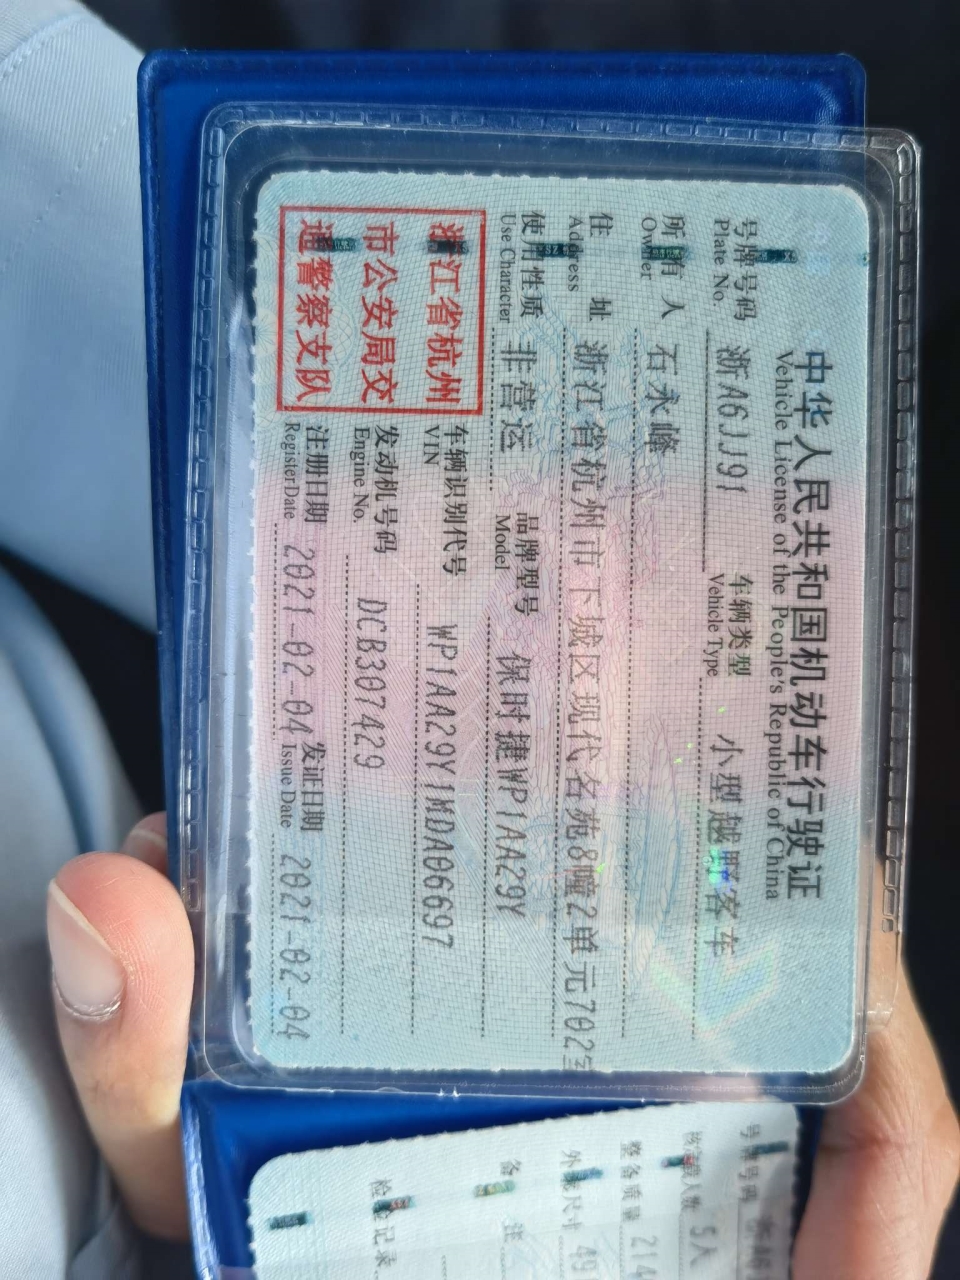 中华人民共和国机动车行驶证
Vehicle License of the People's Republic of China
号牌号码 浙A6JJ91 车辆类型 小型越野客车
Plate No. Vehicle Type
所有人 石永峰
Owner
住址 浙江省杭州市下城区现代名苑8幢2单元702室
Address
使用性质 非营运 品牌型号 保时捷WP1AA29Y
Use Character Model
浙江省杭州
市公安局交
通警察支队
车辆识别代号 WP1AA29Y1MDA06697
VIN
发动机号码 DCB307429
Engine No.
注册日期 2021-02-04 发证日期 2021-02-04
Register Date Issue Date
号牌号码 浙A6
核定载人数 5人
整备质量 214
外廓尺寸 49
备注
检验记录